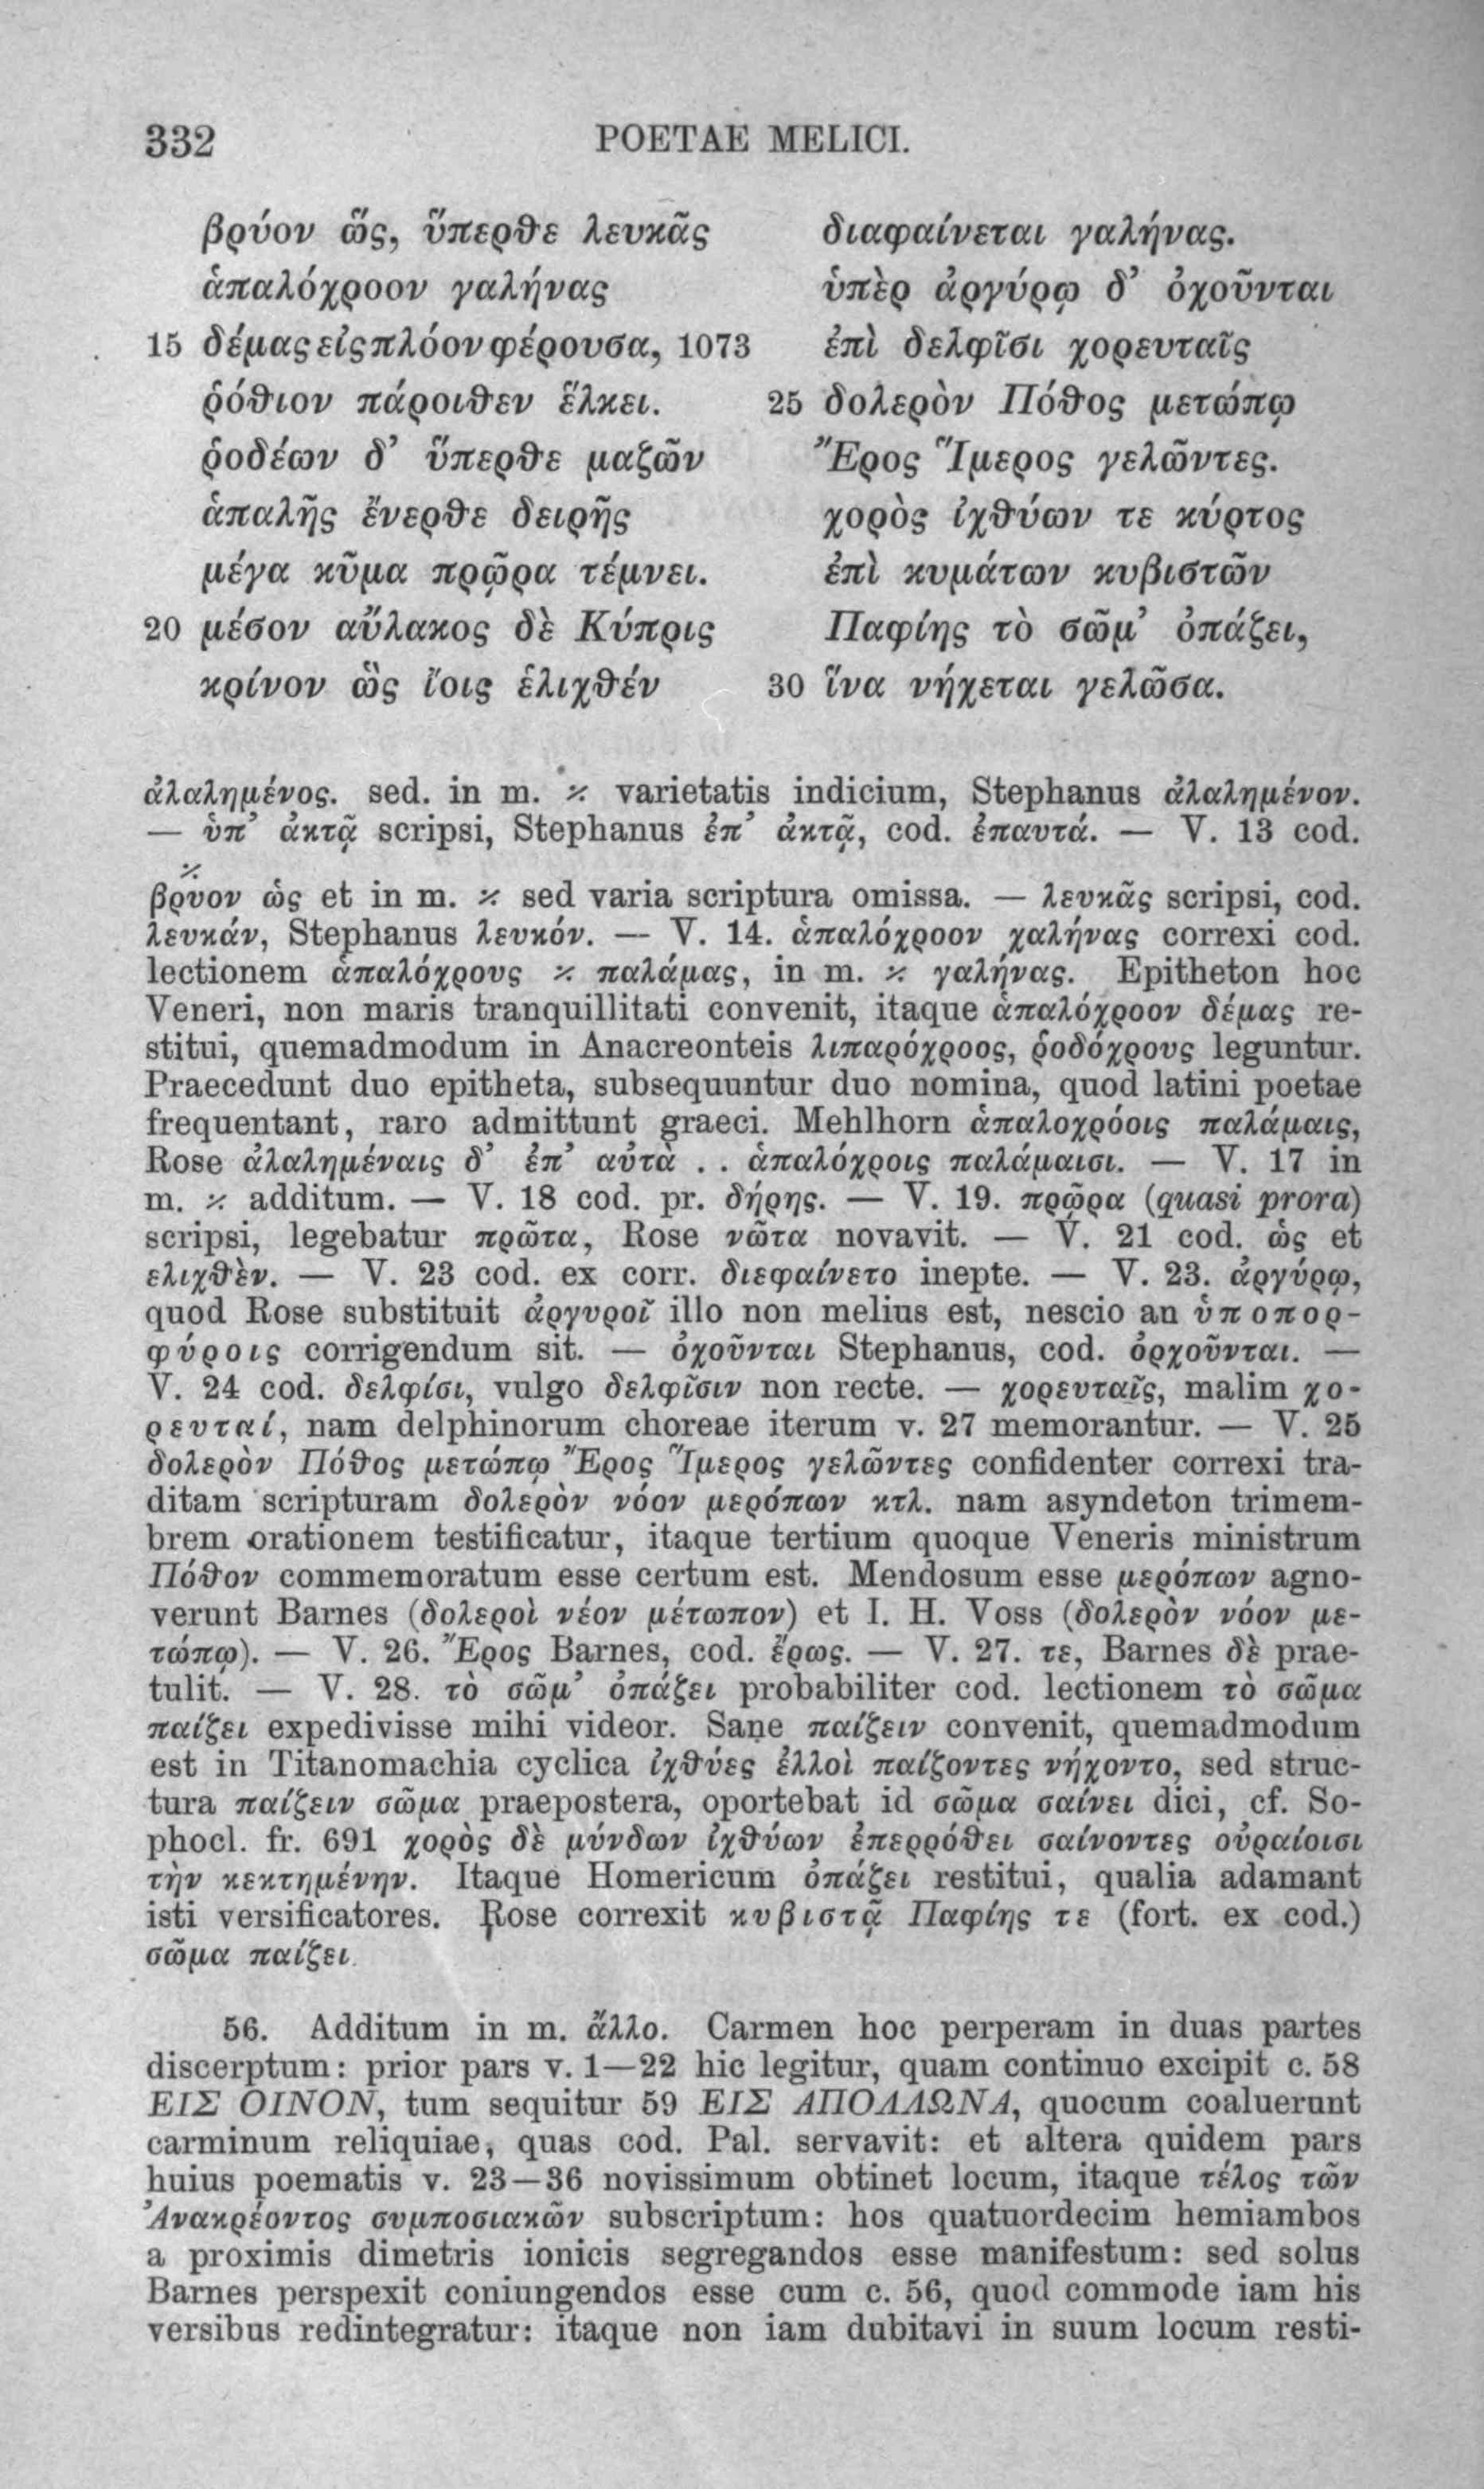 332 POETAE MELICI.
βρύον ὥς, ὕπερθε λευκᾶς
ἁπαλόχροον γαλήνας
15 δέμας εἰς πλόον φέρουσα, 1073
ῥόθιον πάροιθεν ἕλκει.
ῥοδέων δ' ὕπερθε μαζῶν
ἁπαλῆς ἔνερθε δειρῆς
μέγα κῦμα πρῷρα τέμνει.
20 μέσον αὔλακος δὲ Κύπρις
κρίνον ὣς ἴοις ἑλιχθέν
διαφαίνεται γαλήνας.
ὑπὲρ ἀργύρῳ δ' ὀχοῦνται
ἐπὶ δελφῖσι χορευταῖς
25 δολερὸν Πόθος μετώπῳ
Ἔρος Ἵμερος γελῶντες.
χορὸς ἰχθύων τε κύρτος
ἐπὶ κυμάτων κυβιστῶν
Παφίης τὸ σῶμ' ὀπάζει,
30 ἵνα νήχεται γελῶσα.
ἀλαλημένος. sed. in m. ⁒ varietatis indicium, Stephanus ἀλαλημένον.
— ὑπ' ἀκτᾷ scripsi, Stephanus ἐπ' ἀκτᾷ, cod. ἐπαυτά. — V. 13 cod.
⁒
βρυον ὡς et in m. ⁒ sed varia scriptura omissa. — λευκᾶς scripsi, cod.
λευκάν, Stephanus λευκόν. — V. 14. ἁπαλόχροον χαλήνας correxi cod.
lectionem ἁπαλόχρους ⁒ παλάμας, in m. ⁒ γαλήνας. Epitheton hoc
Veneri, non maris tranquillitati convenit, itaque ἁπαλόχροον δέμας re-
stitui, quemadmodum in Anacreonteis λιπαρόχροος, ῥοδόχρους leguntur.
Praecedunt duo epitheta, subsequuntur duo nomina, quod latini poetae
frequentant, raro admittunt graeci. Mehlhorn ἁπαλοχρόοις παλάμαις,
Rose ἀλαλημέναις δ' ἐπ' αὐτὰ . . ἁπαλόχροις παλάμαισι. — V. 17 in
m. ⁒ additum. — V. 18 cod. pr. δήρης. — V. 19. πρῷρα (quasi prora)
scripsi, legebatur πρῶτα, Rose νῶτα novavit. — V. 21 cod. ὡς et
ελιχθὲν. — V. 23 cod. ex corr. διεφαίνετο inepte. — V. 23. ἀργύρῳ,
quod Rose substituit ἀργυροῖ illo non melius est, nescio an ὑποπορ-
φύροις corrigendum sit. — ὀχοῦνται Stephanus, cod. ὀρχοῦνται. —
V. 24 cod. δελφίσι, vulgo δελφῖσιν non recte. — χορευταῖς, malim χο-
ρευταί, nam delphinorum choreae iterum v. 27 memorantur. — V. 25
δολερὸν Πόθος μετώπῳ Ἔρος Ἵμερος γελῶντες confidenter correxi tra-
ditam scripturam δολερὸν νόον μερόπων κτλ. nam asyndeton trimem-
brem orationem testificatur, itaque tertium quoque Veneris ministrum
Πόθον commemoratum esse certum est. Mendosum esse μερόπων agno-
verunt Barnes (δολεροὶ νέον μέτωπον) et I. H. Voss (δολερὸν νόον με-
τώπῳ). — V. 26. Ἔρος Barnes, cod. ἔρως. — V. 27. τε, Barnes δὲ prae-
tulit. — V. 28. τὸ σῶμ' ὀπάζει probabiliter cod. lectionem τὸ σῶμα
παίζει expedivisse mihi videor. Sane παίζειν convenit, quemadmodum
est in Titanomachia cyclica ἰχθύες ἐλλοὶ παίζοντες νήχοντο, sed struc-
tura παίζειν σῶμα praepostera, oportebat id σῶμα σαίνει dici, cf. So-
phocl. fr. 691 χορὸς δὲ μύνδων ἰχθύων ἐπερρόθει σαίνοντες οὐραίοισι
τὴν κεκτημένην. Itaque Homericum ὀπάζει restitui, qualia adamant
isti versificatores. Rose correxit κυβιστᾷ Παφίης τε (fort. ex cod.)
σῶμα παίζει.
56. Additum in m. ἄλλο. Carmen hoc perperam in duas partes
discerptum: prior pars v. 1—22 hic legitur, quam continuo excipit c. 58
ΕΙΣ ΟΙΝΟΝ, tum sequitur 59 ΕΙΣ ΑΠΟΛΛΩΝΑ, quocum coaluerunt
carminum reliquiae, quas cod. Pal. servavit: et altera quidem pars
huius poematis v. 23—36 novissimum obtinet locum, itaque τέλος τῶν
Ἀνακρέοντος συμποσιακῶν subscriptum: hos quatuordecim hemiambos
a proximis dimetris ionicis segregandos esse manifestum: sed solus
Barnes perspexit coniungendos esse cum c. 56, quod commode iam his
versibus redintegratur: itaque non iam dubitavi in suum locum resti-